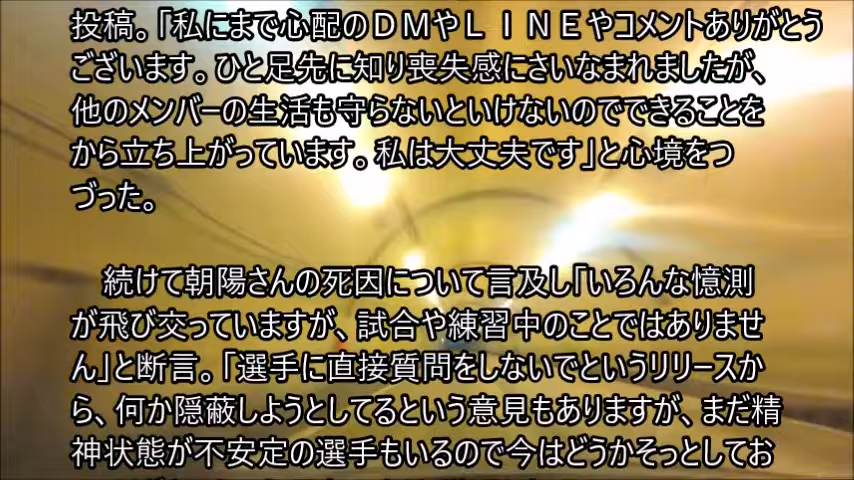 投稿。「私にまで心配のＤＭやＬＩＮＥやコメントありがとう
ございます。ひと足先に知り喪失感にさいなまれましたが、
他のメンバーの生活も守らないといけないのでできることを
から立ち上がっています。私は大丈夫です」と心境をつ
づった。
続けて朝陽さんの死因について言及し「いろんな憶測
が飛び交っていますが、試合や練習中のことではありませ
ん」と断言。「選手に直接質問をしないでというリリースか
ら、何か隠蔽しようとしてるという意見もありますが、まだ精
神状態が不安定の選手もいるので今はどうかそっとしてお